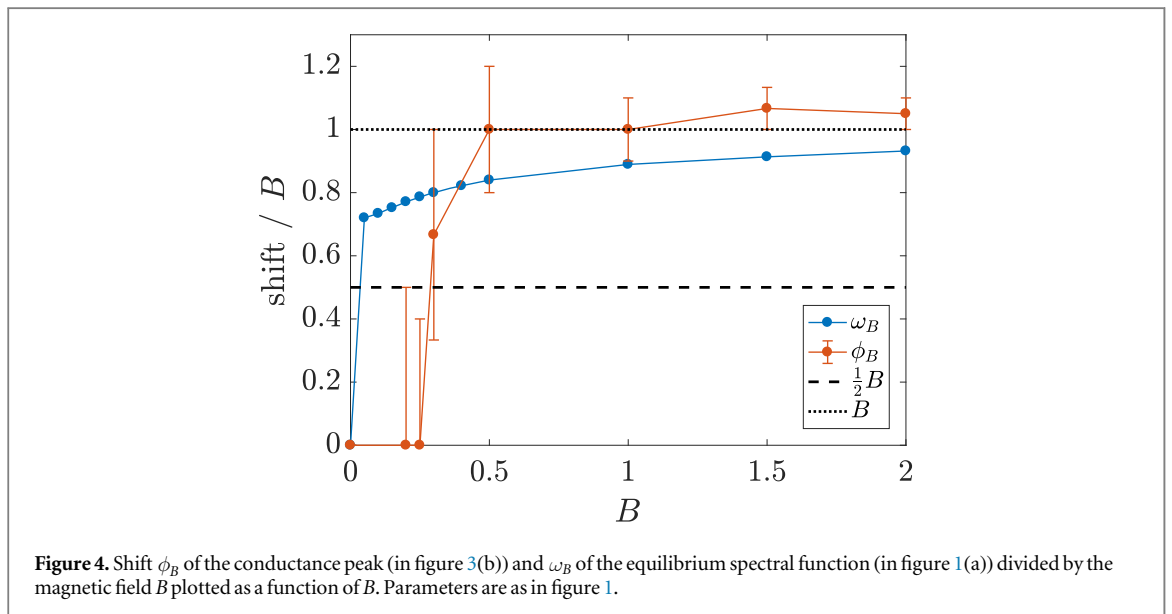 1.2
1
0.8
0.6
0.4
0.2
0
shift / B
0
0.5
1
1.5
2
B
ω_B
ϕ_B
½B
B
Figure 4. Shift ϕ_B of the conductance peak (in figure 3(b)) and ω_B of the equilibrium spectral function (in figure 1(a)) divided by the
magnetic field B plotted as a function of B. Parameters are as in figure 1.